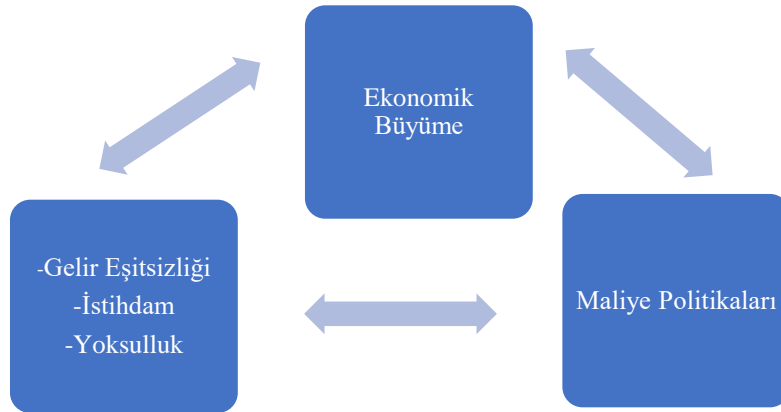 Ekonomik
Büyüme
-Gelir Eşitsizliği
-İstihdam
-Yoksulluk
Maliye Politikaları